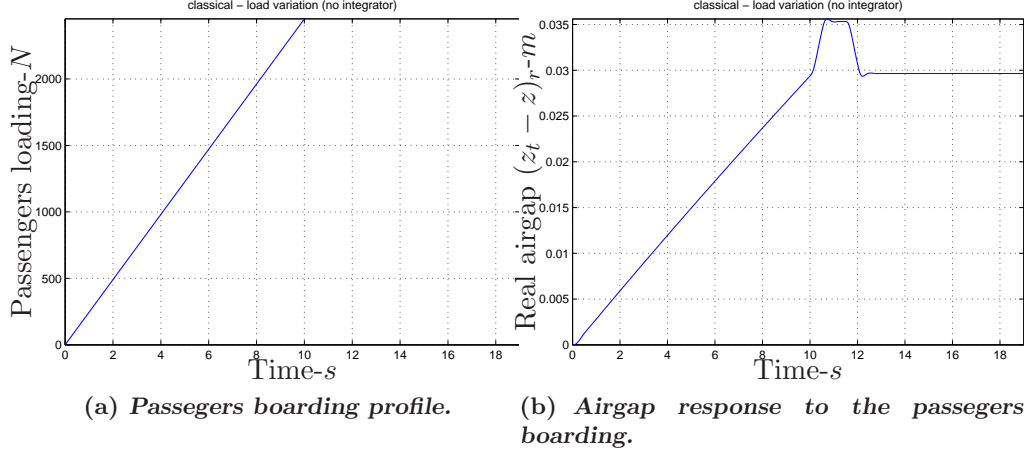 classical – load variation (no integrator)
Passengers loading-N
2000
1500
1000
500
0
0 2 4 6 8 10 12 14 16 18
Time-s
(a) Passegers boarding profile.
classical – load variation (no integrator)
Real airgap (z_t − z)_r-m
0.035
0.03
0.025
0.02
0.015
0.01
0.005
0
0 2 4 6 8 10 12 14 16 18
Time-s
(b) Airgap response to the passegers
boarding.